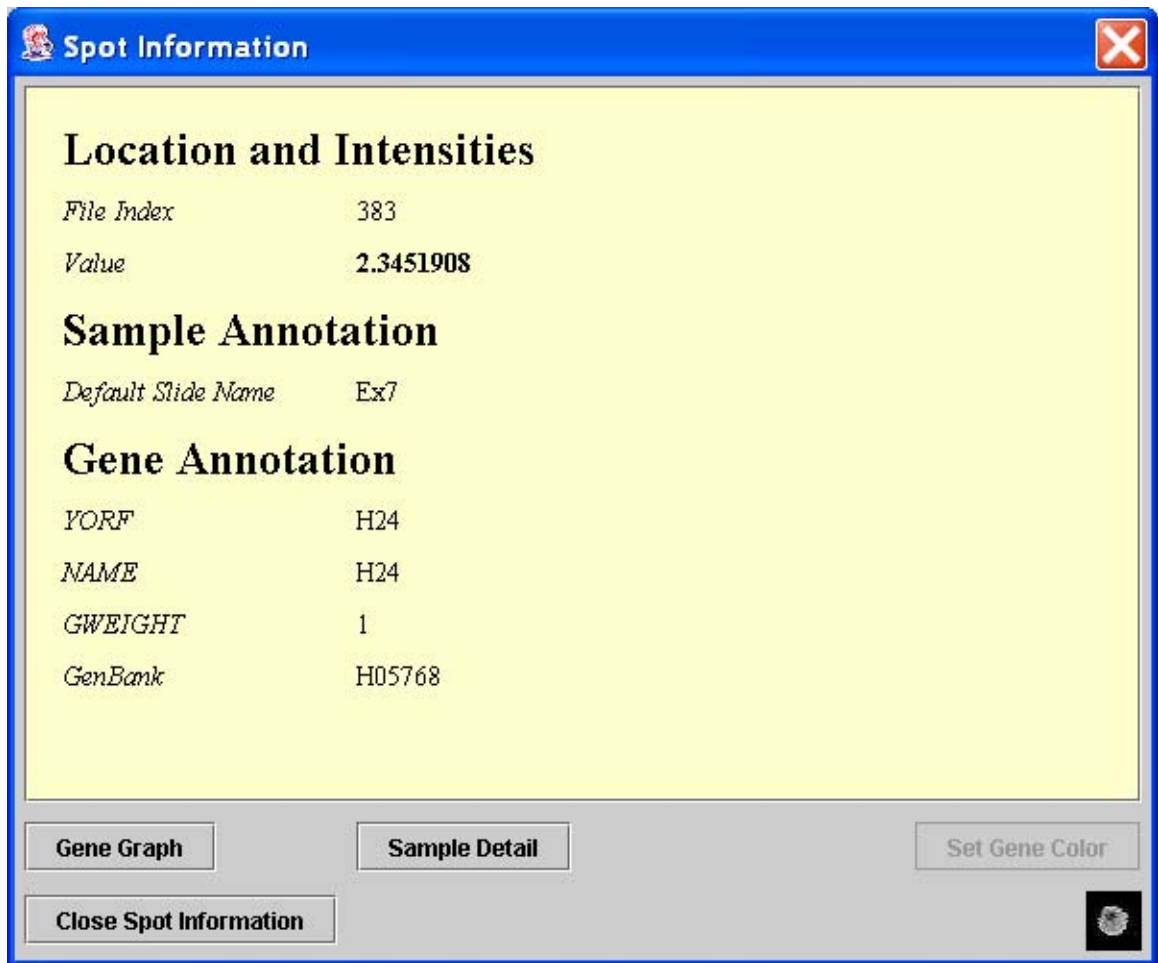 Spot Information
Location and Intensities
File Index 383
Value 2.3451908
Sample Annotation
Default Slide Name Ex7
Gene Annotation
YORF H24
NAME H24
GWEIGHT 1
GenBank H05768
Gene Graph Sample Detail Set Gene Color
Close Spot Information